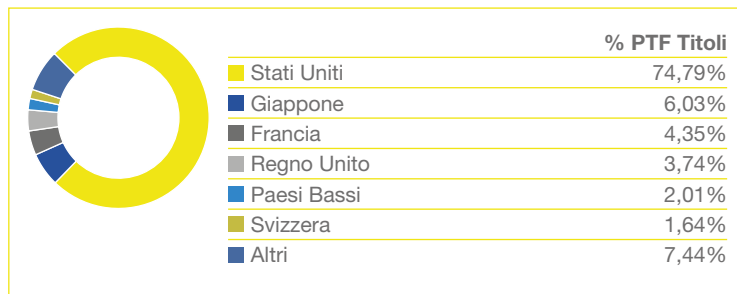 % PTF Titoli
Stati Uniti 74,79%
Giappone 6,03%
Francia 4,35%
Regno Unito 3,74%
Paesi Bassi 2,01%
Svizzera 1,64%
Altri 7,44%